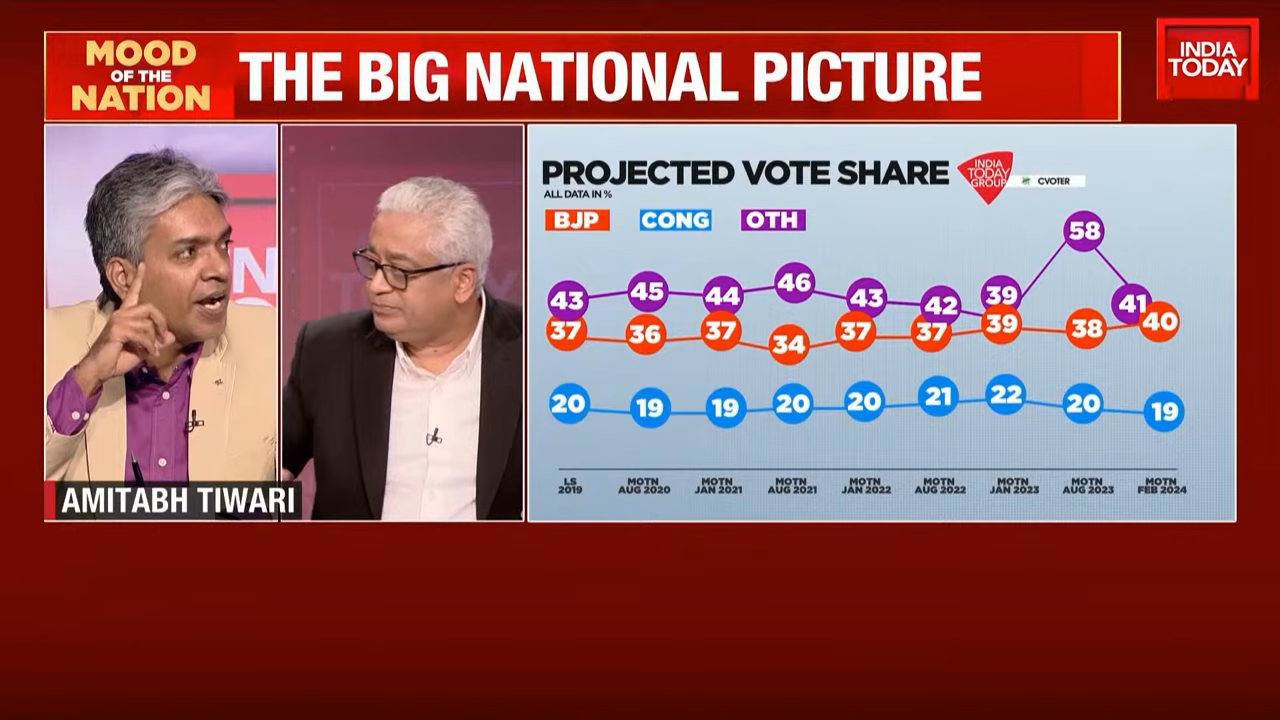 MOOD
OF THE
NATION
THE BIG NATIONAL PICTURE
INDIA
TODAY
PROJECTED VOTE SHARE
INDIA
TODAY
GROUP
CVOTER
ALL DATA IN %
BJP CONG OTH
43 45 44 46 43 42 39 58 41
37 36 37 34 37 37 39 38 40
20 19 19 20 20 21 22 20 19
LS
2019
MOTN
AUG 2020
MOTN
JAN 2021
MOTN
AUG 2021
MOTN
JAN 2022
MOTN
AUG 2022
MOTN
JAN 2023
MOTN
AUG 2023
MOTN
FEB 2024
AMITABH TIWARI